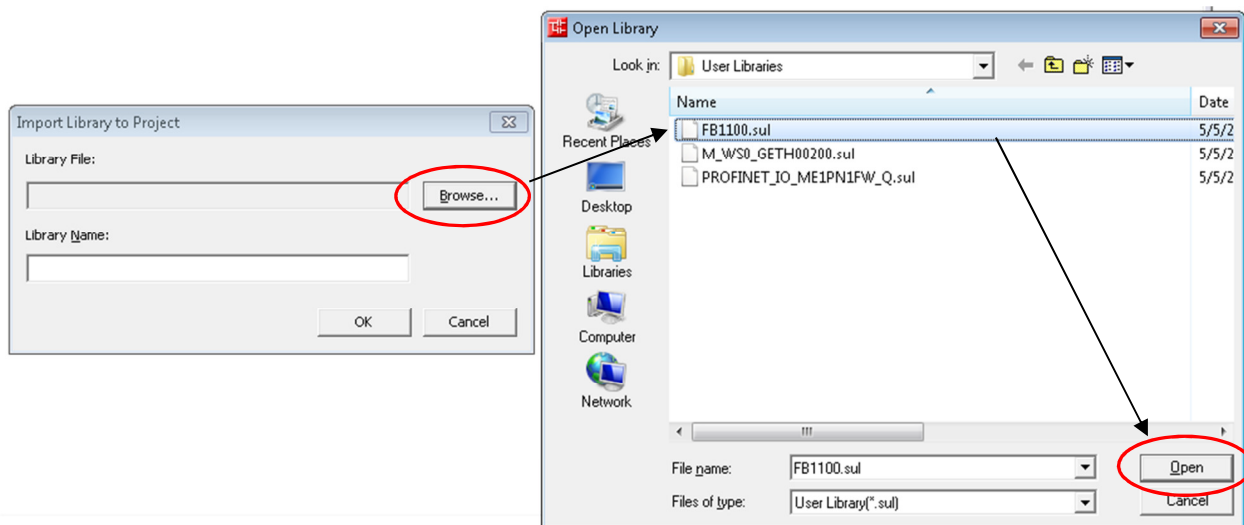 Import Library to Project
Library File:
Browse...
Library Name:
OK
Cancel
Open Library
Look in:
User Libraries
Name
Date
Recent Places
Desktop
Libraries
Computer
Network
FB1100.sul
5/5/2
M_WS0_GETH00200.sul
5/5/2
PROFINET_IO_ME1PN1FW_Q.sul
5/5/2
File name:
FB1100.sul
Open
Files of type:
User Library(*.sul)
Cancel